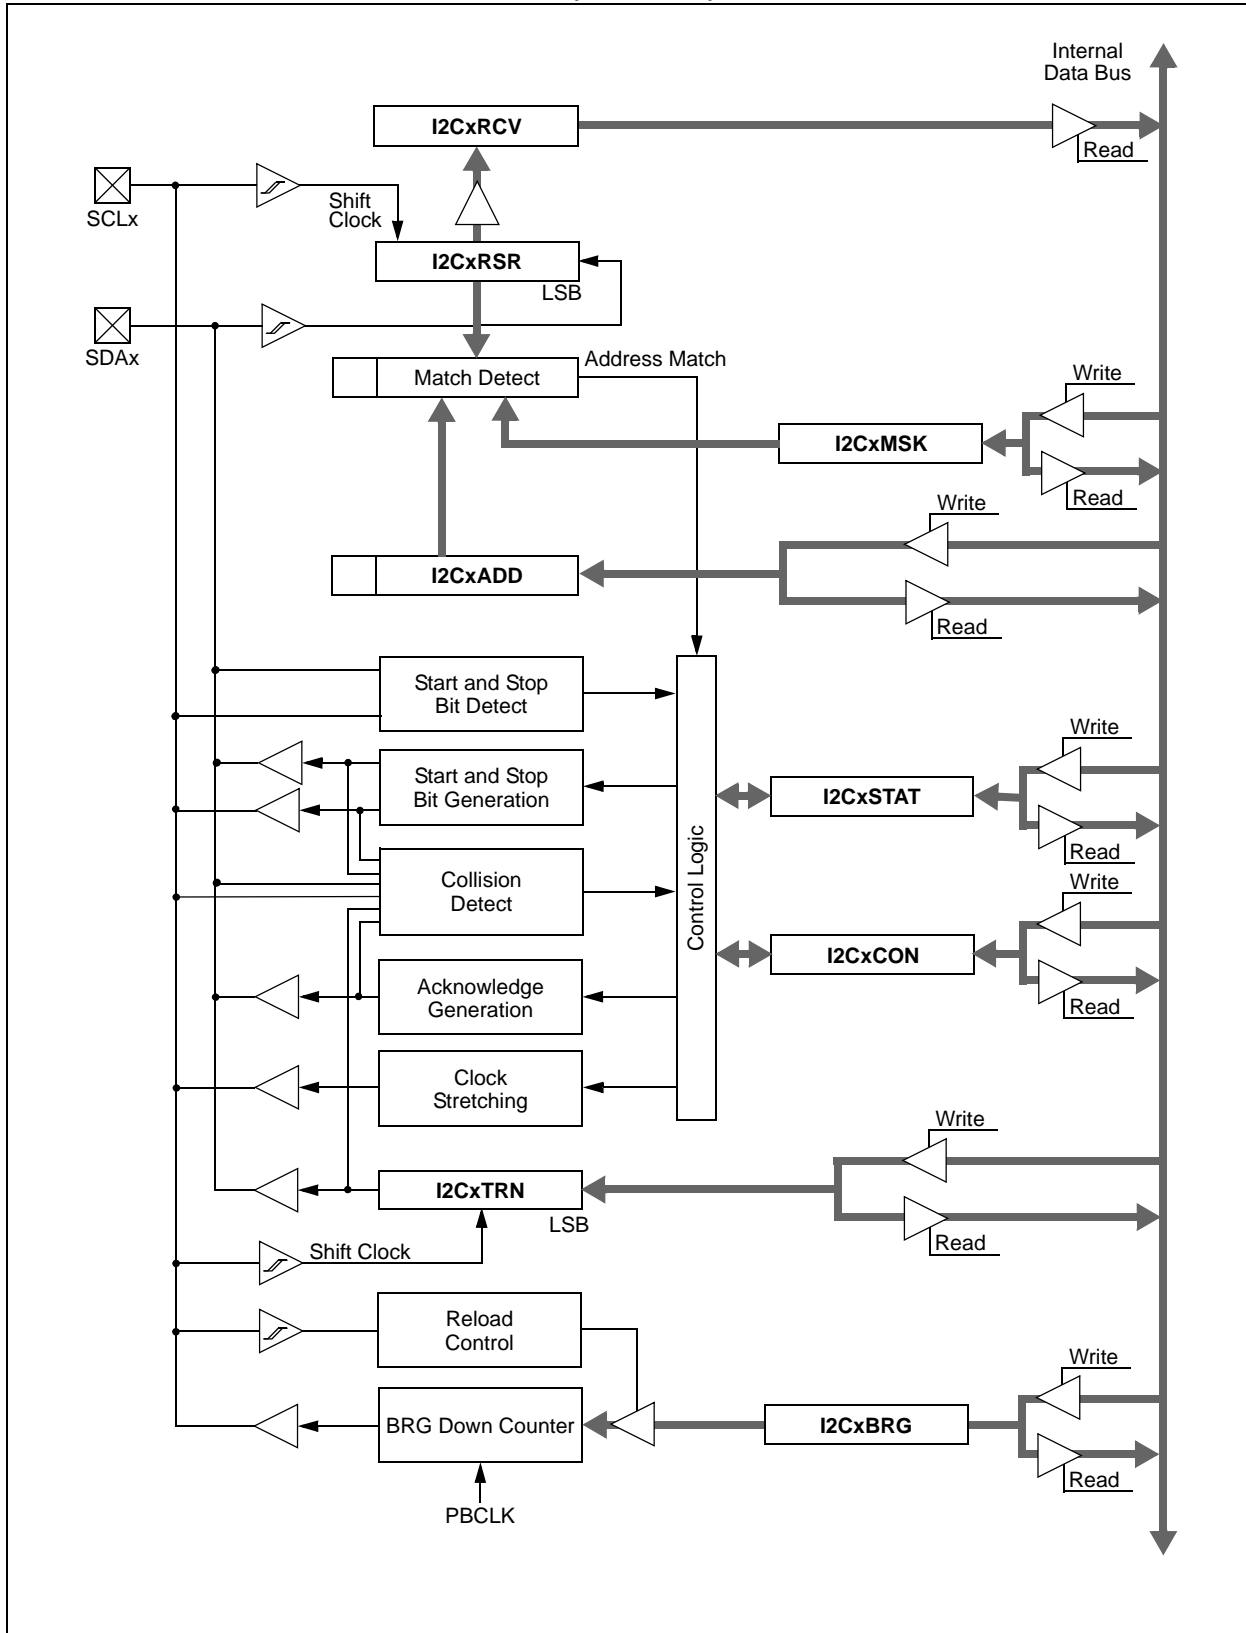 Internal
Data Bus
I2CxRCV
Read
SCLx
Shift
Clock
I2CxRSR
LSB
SDAx
Address Match
Match Detect
Write
I2CxMSK
Read
Write
I2CxADD
Read
Start and Stop
Bit Detect
Write
Start and Stop
Bit Generation
I2CxSTAT
Read
Control Logic
Collision
Detect
Write
I2CxCON
Read
Acknowledge
Generation
Clock
Stretching
Write
I2CxTRN
LSB
Read
Shift Clock
Reload
Control
Write
BRG Down Counter
I2CxBRG
Read
PBCLK